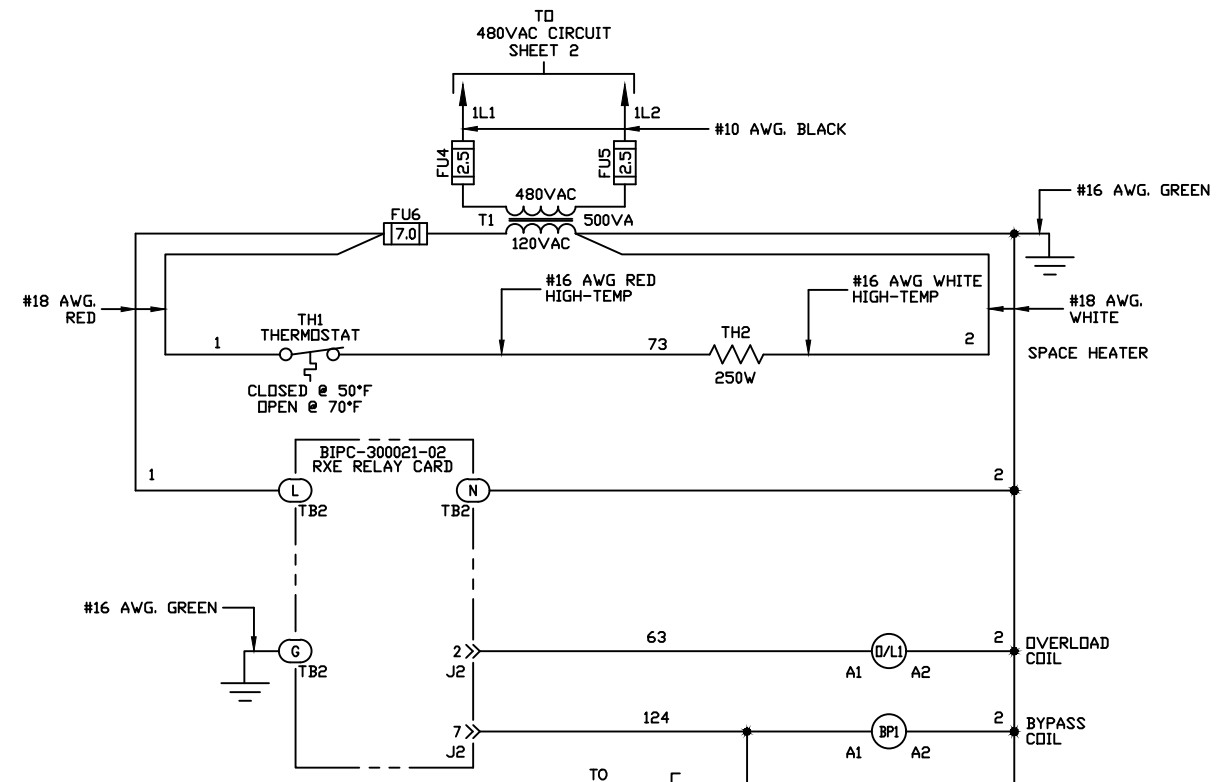 TO
480VAC CIRCUIT
SHEET 2
1L1
1L2
#10 AWG. BLACK
FU4
2.5
FU5
2.5
480VAC
#16 AWG. GREEN
FU6
7.0
T1
500VA
120VAC
#16 AWG RED
HIGH-TEMP
#16 AWG WHITE
HIGH-TEMP
#18 AWG.
RED
#18 AWG.
WHITE
TH1
THERMOSTAT
1
73
TH2
2
250W
SPACE HEATER
CLOSED @ 50°F
OPEN @ 70°F
BIPC-300021-02
RXE RELAY CARD
1
L
TB2
N
TB2
2
#16 AWG. GREEN
G
TB2
2
J2
63
O/L1
A1
A2
2
OVERLOAD
COIL
7
J2
124
BP1
A1
A2
2
BYPASS
COIL
TO